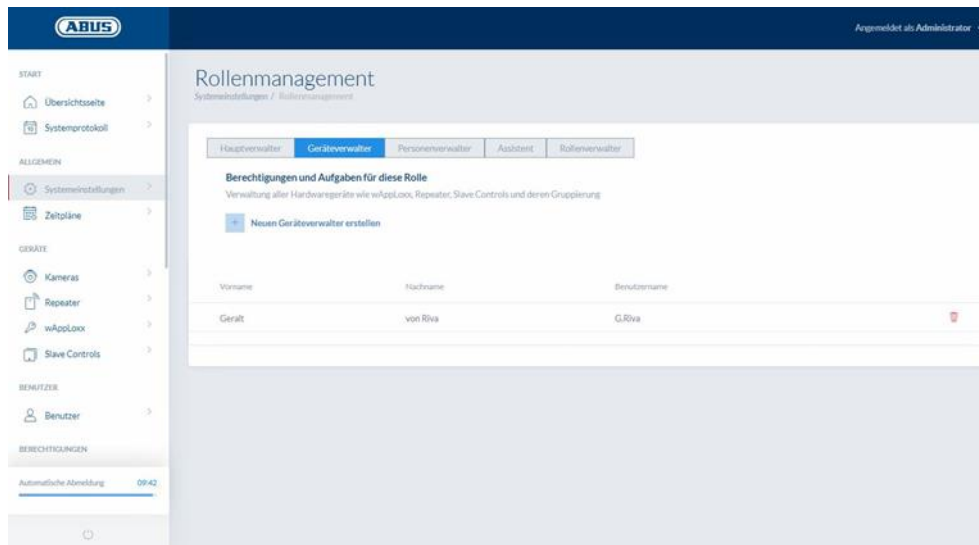 ABUS
Angemeldet als Administrator
START
Übersichtsseite
Systemprotokoll
ALLGEMEIN
Systemeinstellungen
Zeitpläne
GERÄTE
Kameras
Repeater
wAppLoxx
Slave Controls
BENUTZER
Benutzer
BERECHTIGUNGEN
Automatische Abmeldung 09:42
Rollenmanagement
Systemeinstellungen / Rollenmanagement
Hauptverwalter Geräteverwalter Personenverwalter Assistent Rollenverwalter
Berechtigungen und Aufgaben für diese Rolle
Verwaltung aller Hardwaregeräte wie wAppLoxx, Repeater, Slave Controls und deren Gruppierung
+ Neuen Geräteverwalter erstellen
Vorname Nachname Benutzername
Geralt von Riva G.Riva